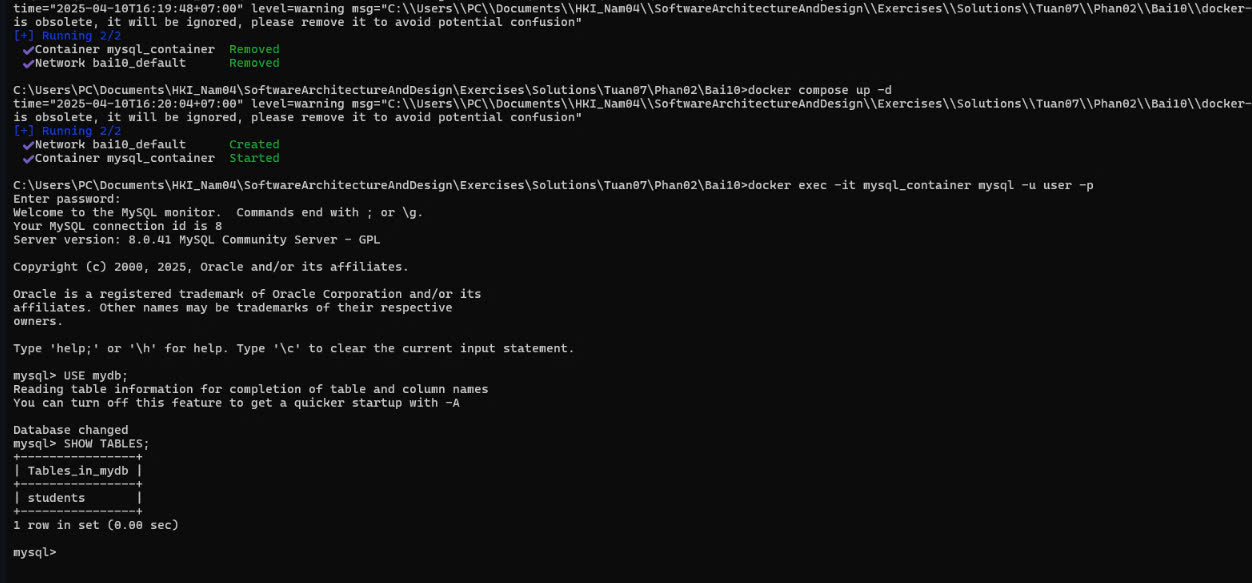 time="2025-04-10T16:19:48+07:00" level=warning msg="C:\\Users\\PC\\Documents\\HKI_Nam04\\SoftwareArchitectureAndDesign\\Exercises\\Solutions\\Tuan07\\Phan02\\Bai10\\docker-
is obsolete, it will be ignored, please remove it to avoid potential confusion"
[+] Running 2/2
✔Container mysql_container  Removed
✔Network bai10_default      Removed
C:\Users\PC\Documents\HKI_Nam04\SoftwareArchitectureAndDesign\Exercises\Solutions\Tuan07\Phan02\Bai10>docker compose up -d
time="2025-04-10T16:20:04+07:00" level=warning msg="C:\\Users\\PC\\Documents\\HKI_Nam04\\SoftwareArchitectureAndDesign\\Exercises\\Solutions\\Tuan07\\Phan02\\Bai10\\docker-
is obsolete, it will be ignored, please remove it to avoid potential confusion"
[+] Running 2/2
✔Network bai10_default      Created
✔Container mysql_container  Started
C:\Users\PC\Documents\HKI_Nam04\SoftwareArchitectureAndDesign\Exercises\Solutions\Tuan07\Phan02\Bai10>docker exec -it mysql_container mysql -u user -p
Enter password:
Welcome to the MySQL monitor.  Commands end with ; or \g.
Your MySQL connection id is 8
Server version: 8.0.41 MySQL Community Server - GPL
Copyright (c) 2000, 2025, Oracle and/or its affiliates.
Oracle is a registered trademark of Oracle Corporation and/or its
affiliates. Other names may be trademarks of their respective
owners.
Type 'help;' or '\h' for help. Type '\c' to clear the current input statement.
mysql> USE mydb;
Reading table information for completion of table and column names
You can turn off this feature to get a quicker startup with -A
Database changed
mysql> SHOW TABLES;
+----------------+
| Tables_in_mydb |
+----------------+
| students       |
+----------------+
1 row in set (0.00 sec)
mysql>